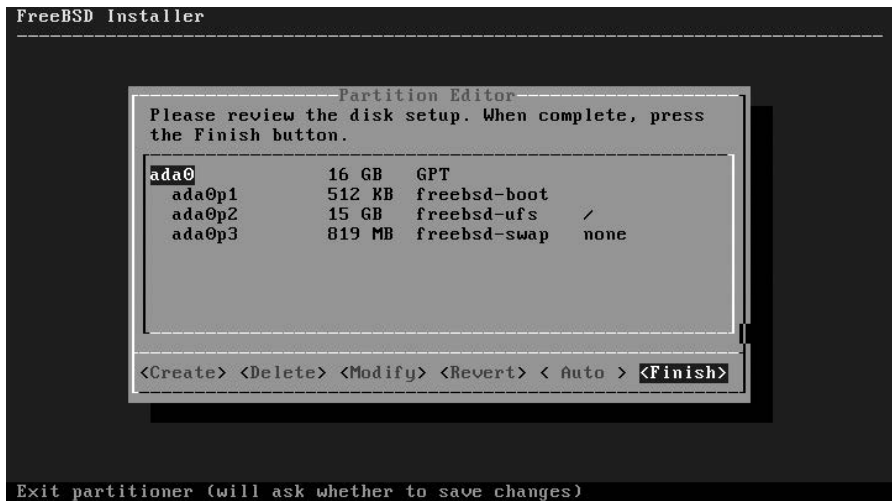 FreeBSD Installer
Partition Editor
Please review the disk setup. When complete, press
the Finish button.
ada0 16 GB GPT
ada0p1 512 KB freebsd-boot
ada0p2 15 GB freebsd-ufs /
ada0p3 819 MB freebsd-swap none
<Create> <Delete> <Modify> <Revert> < Auto > <Finish>
Exit partitioner (will ask whether to save changes)